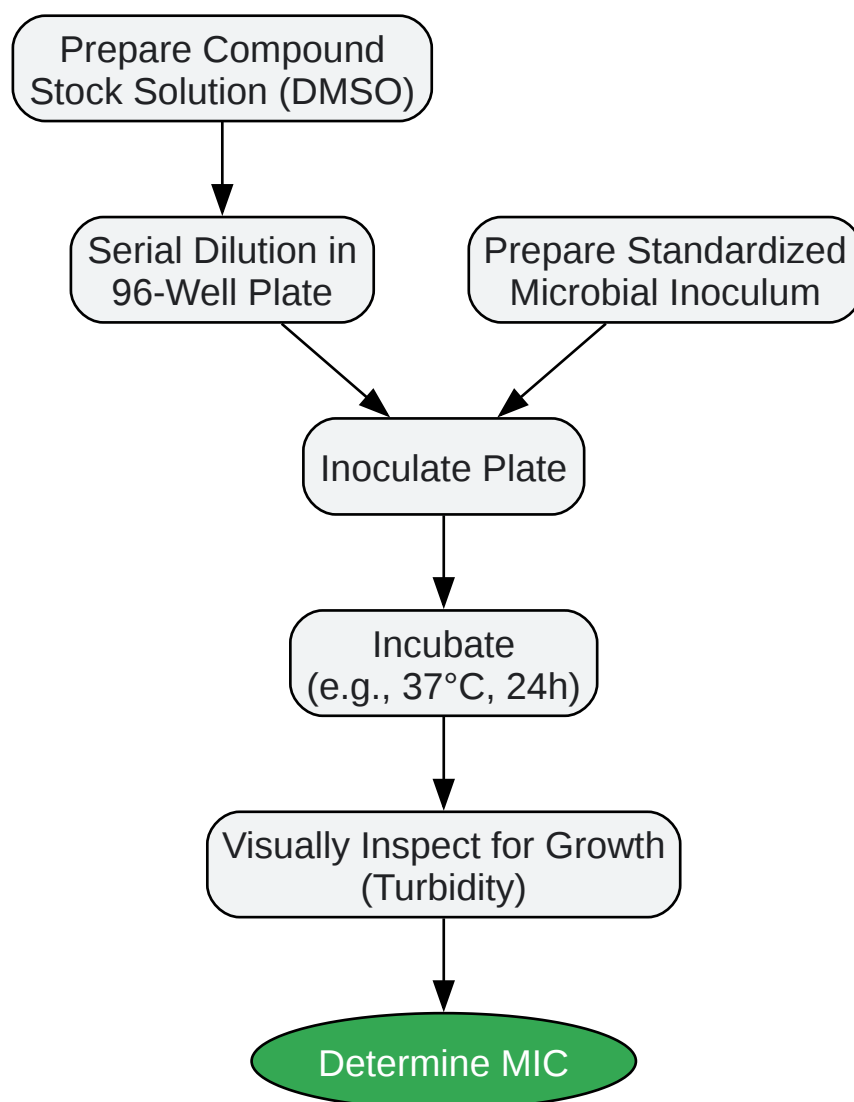 Prepare Compound
Stock Solution (DMSO)
Serial Dilution in
96-Well Plate
Prepare Standardized
Microbial Inoculum
Inoculate Plate
Incubate
(e.g., 37°C, 24h)
Visually Inspect for Growth
(Turbidity)
Determine MIC